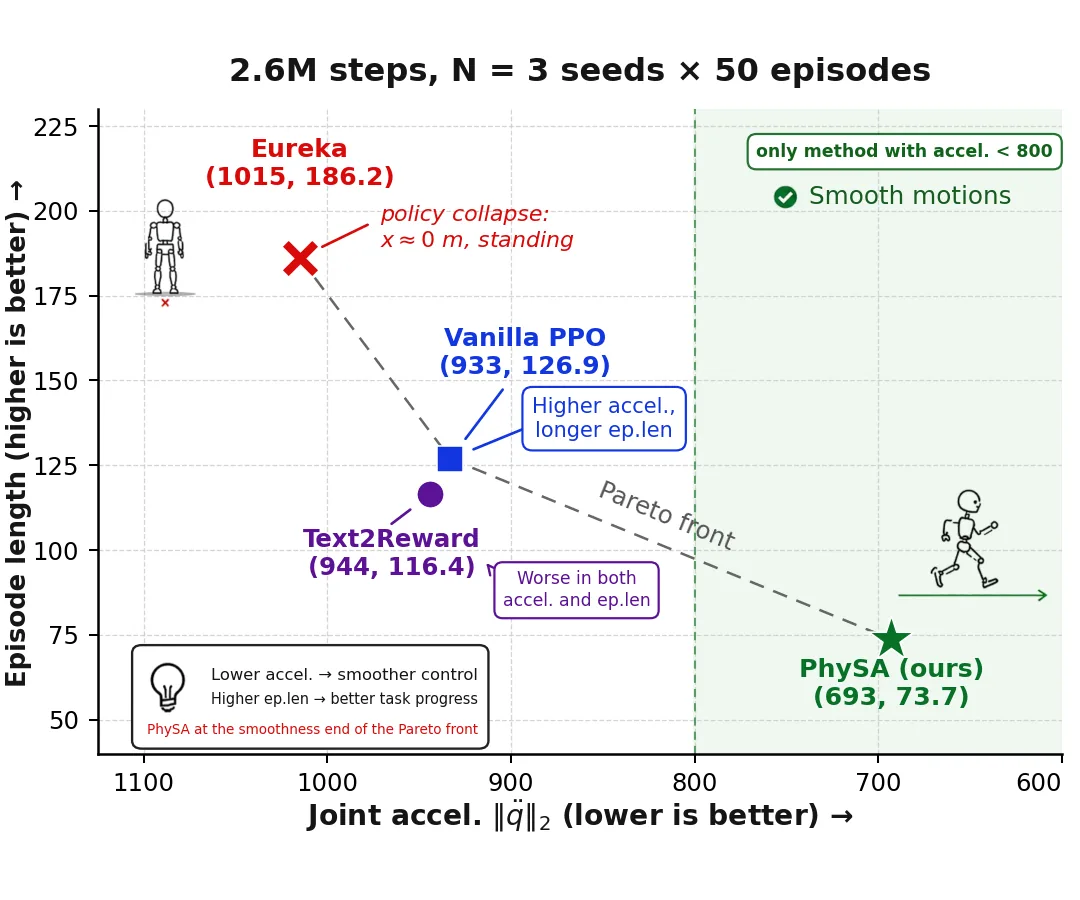 2.6M steps, N = 3 seeds × 50 episodes
Episode length (higher is better) →
225
200
175
150
125
100
75
50
Eureka
(1015, 186.2)
policy collapse:
x ≈ 0 m, standing
×
Vanilla PPO
(933, 126.9)
Higher accel.,
longer ep.len
Text2Reward
(944, 116.4)
Worse in both
accel. and ep.len
Pareto front
only method with accel. < 800
Smooth motions
PhySA (ours)
(693, 73.7)
Lower accel. → smoother control
Higher ep.len → better task progress
PhySA at the smoothness end of the Pareto front
1100
1000
900
800
700
600
Joint accel. ‖q̈‖₂ (lower is better) →